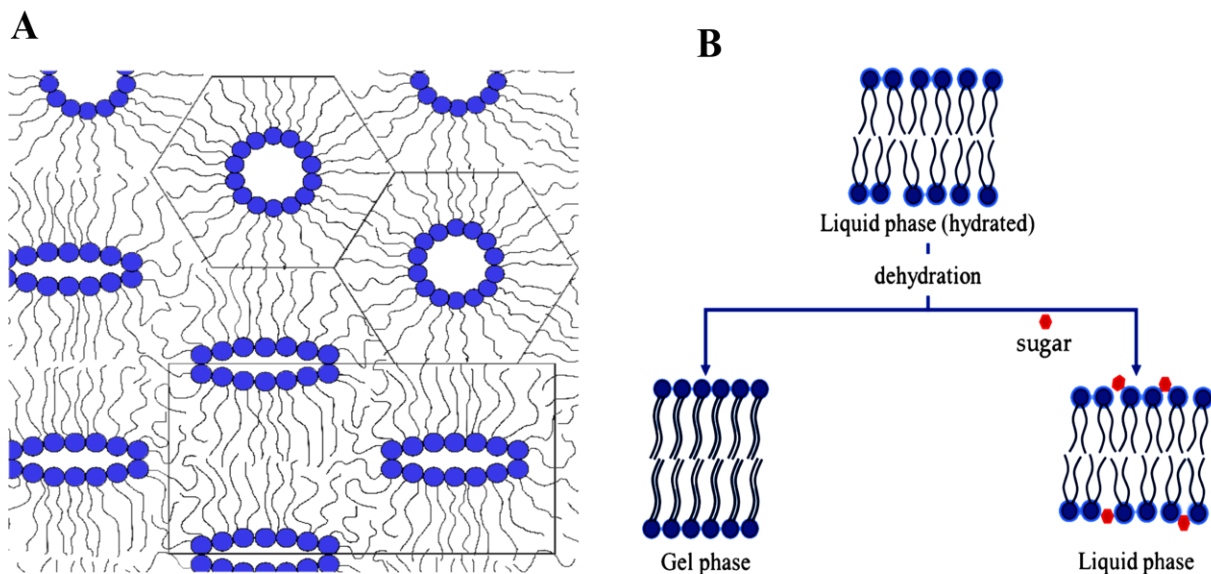 A
B
Liquid phase (hydrated)
dehydration
sugar
Gel phase
Liquid phase